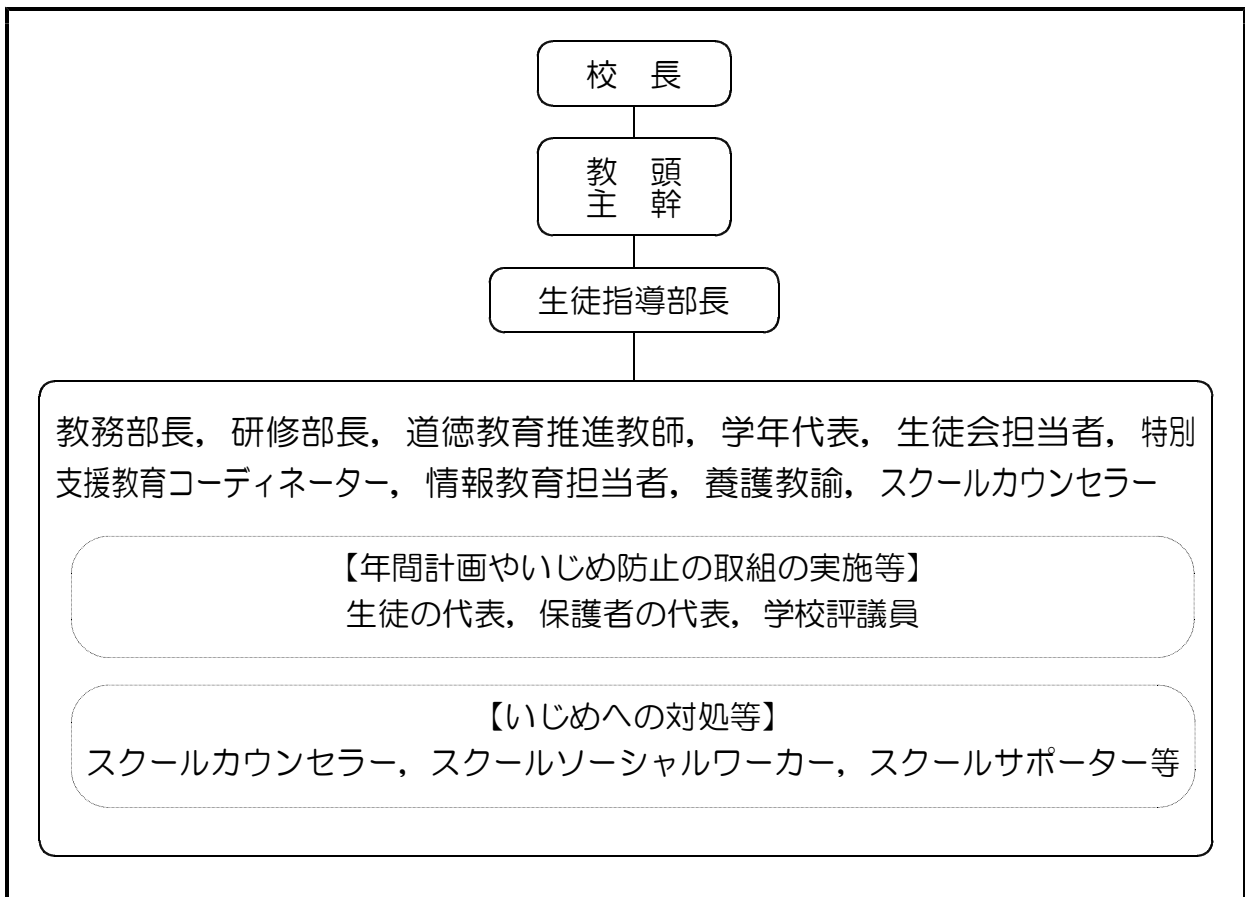 校　長
教　頭
主　幹
生徒指導部長
教務部長，研修部長，道徳教育推進教師，学年代表，生徒会担当者，特別
支援教育コーディネーター，情報教育担当者，養護教諭，スクールカウンセラー
【年間計画やいじめ防止の取組の実施等】
生徒の代表，保護者の代表，学校評議員
【いじめへの対処等】
スクールカウンセラー，スクールソーシャルワーカー，スクールサポーター等